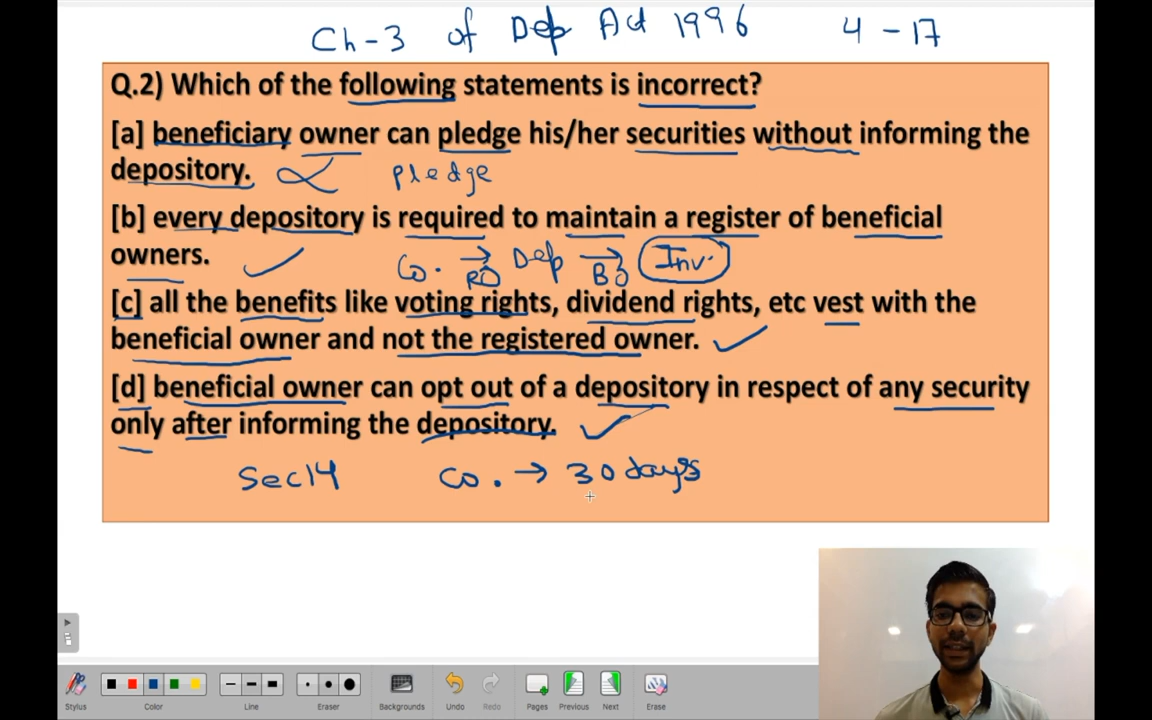 Ch-3 of Dep Act 1996 4 - 17
Q.2) Which of the following statements is incorrect?
[a] beneficiary owner can pledge his/her securities without informing the
depository. pledge
[b] every depository is required to maintain a register of beneficial
owners. Co. → Dep → Inv.
RO BO
[c] all the benefits like voting rights, dividend rights, etc vest with the
beneficial owner and not the registered owner.
[d] beneficial owner can opt out of a depository in respect of any security
only after informing the depository.
Sec 14 Co. → 30 days
Stylus Color Line Eraser Backgrounds Undo Redo Pages Previous Next Erase